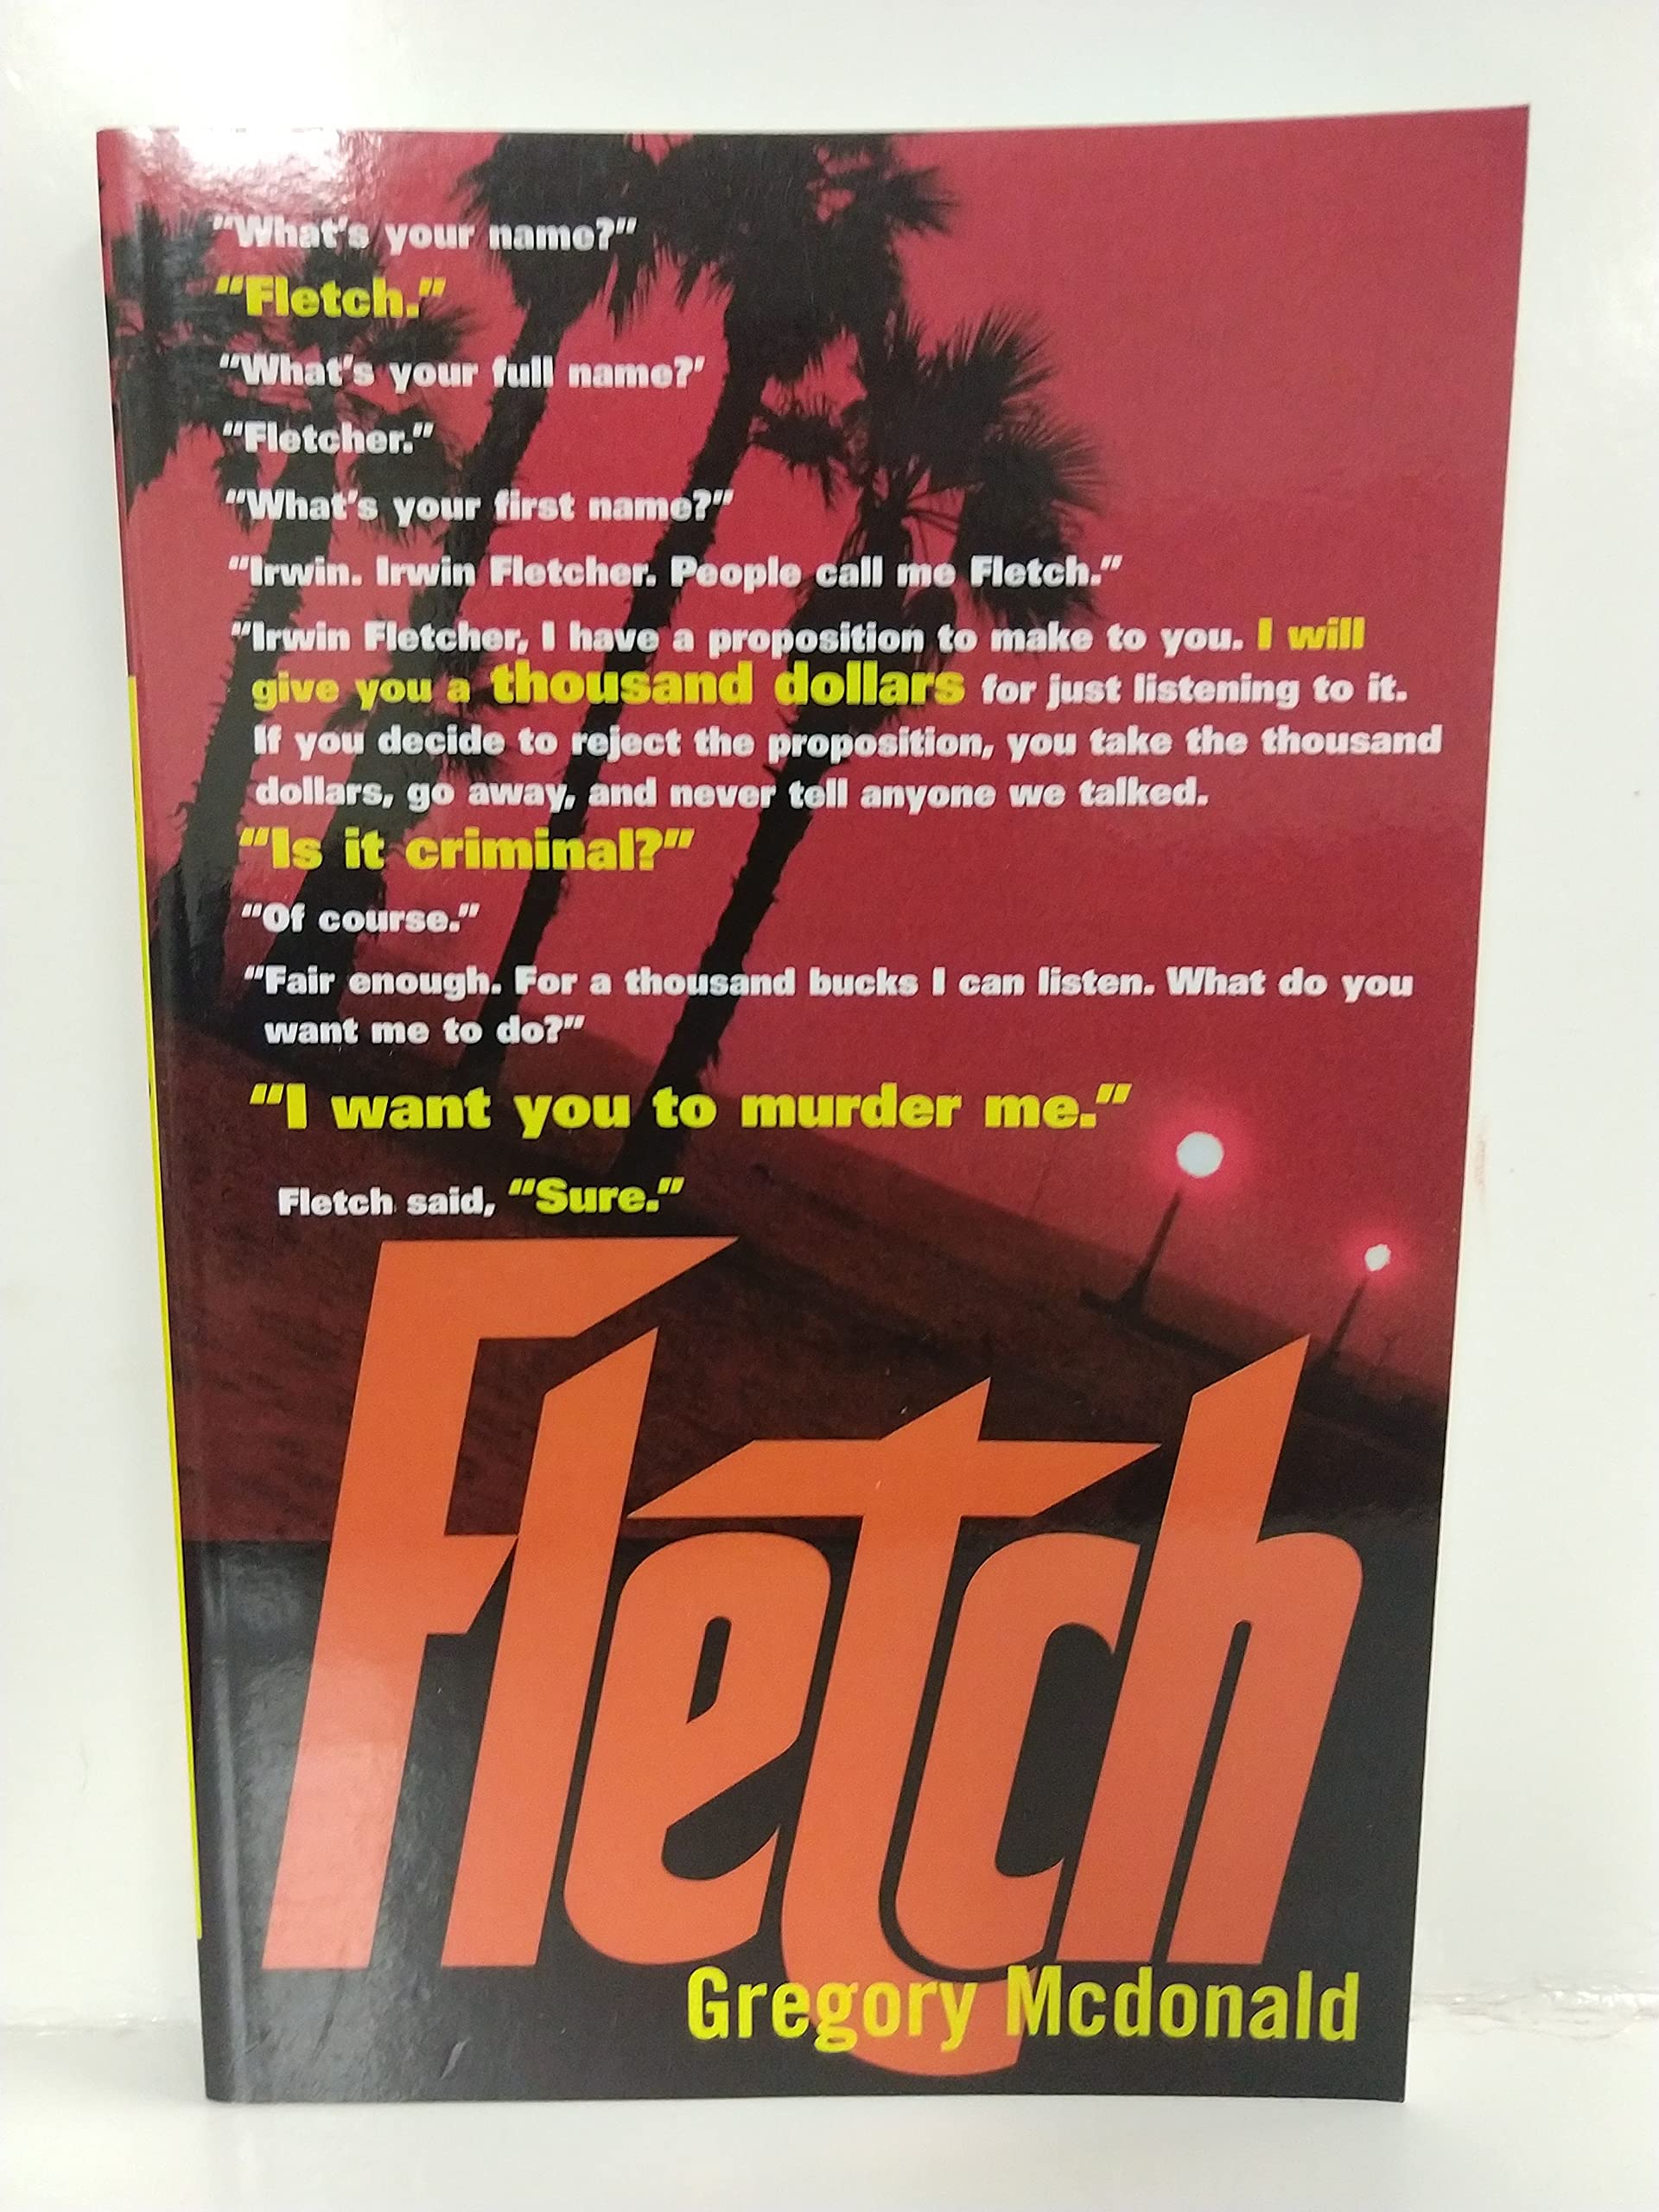 "What's your name?"
"Fletch."
"What's your full name?'
"Fletcher."
"What's your first name?"
"Irwin. Irwin Fletcher. People call me Fletch."
"Irwin Fletcher, I have a proposition to make to you. I will
give you a thousand dollars for just listening to it.
If you decide to reject the proposition, you take the thousand
dollars, go away, and never tell anyone we talked.
"Is it criminal?"
"Of course."
"Fair enough. For a thousand bucks I can listen. What do you
want me to do?"
"I want you to murder me."
Fletch said, "Sure."
Fletch
Gregory Mcdonald